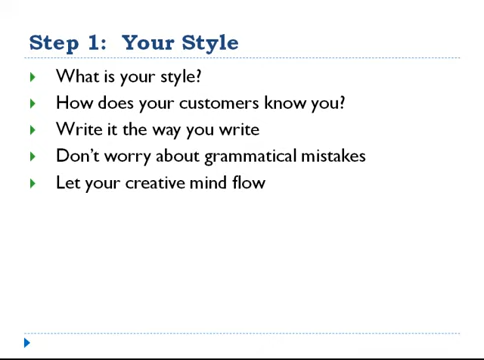 Step 1: Your Style
What is your style?
How does your customers know you?
Write it the way you write
Don't worry about grammatical mistakes
Let your creative mind flow